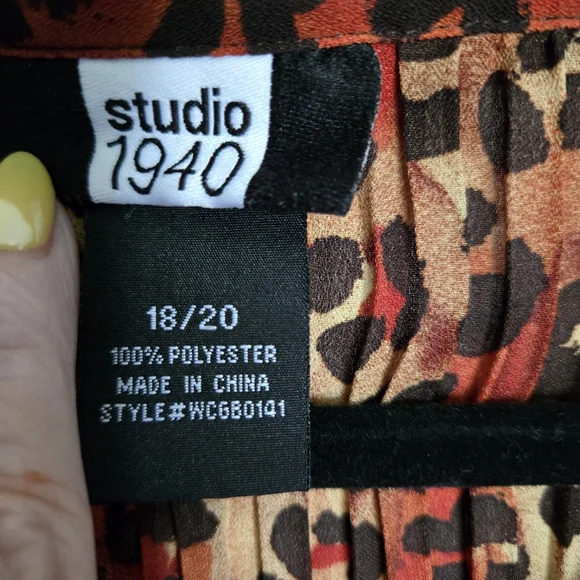 studio
1940
18/20
100% POLYESTER
MADE IN CHINA
STYLE#WCGB0141